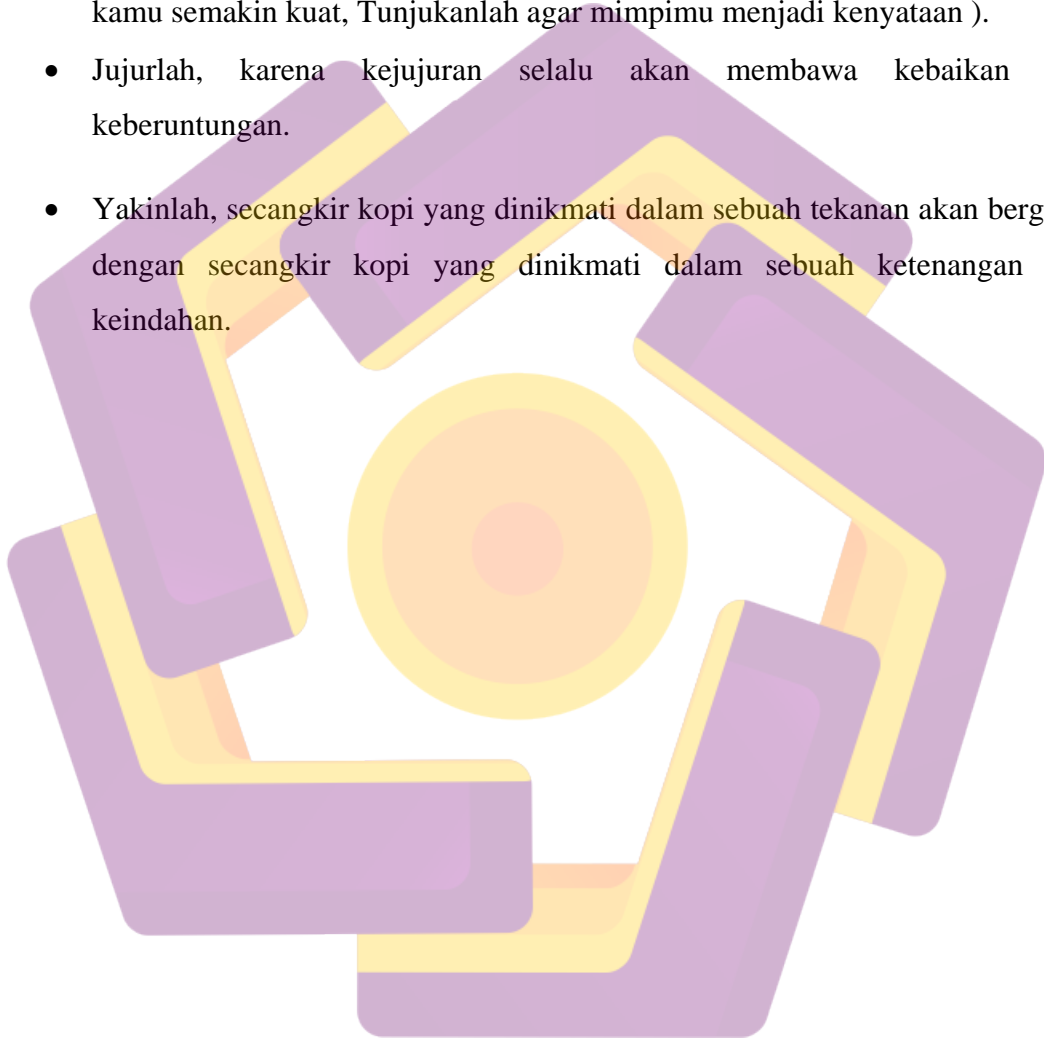 kamu semakin kuat, Tunjukanlah agar mimpimu menjadi kenyataan ).
• Jujurlah, karena kejujuran selalu akan membawa kebaikan
keberuntungan.
• Yakinlah, secangkir kopi yang dinikmati dalam sebuah tekanan akan berg
dengan secangkir kopi yang dinikmati dalam sebuah ketenangan
keindahan.